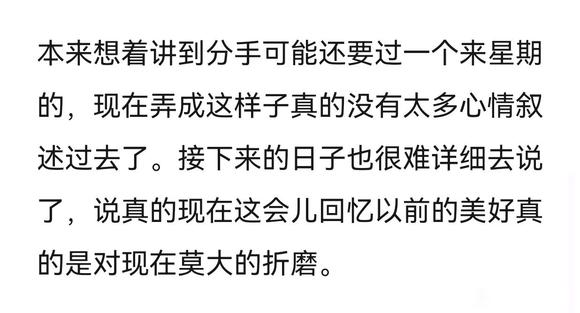 本来想着讲到分手可能还要过一个来星期
的，现在弄成这样子真的没有太多心情叙
述过去了。接下来的日子也很难详细去说
了，说真的现在这会儿回忆以前的美好真
的是对现在莫大的折磨。